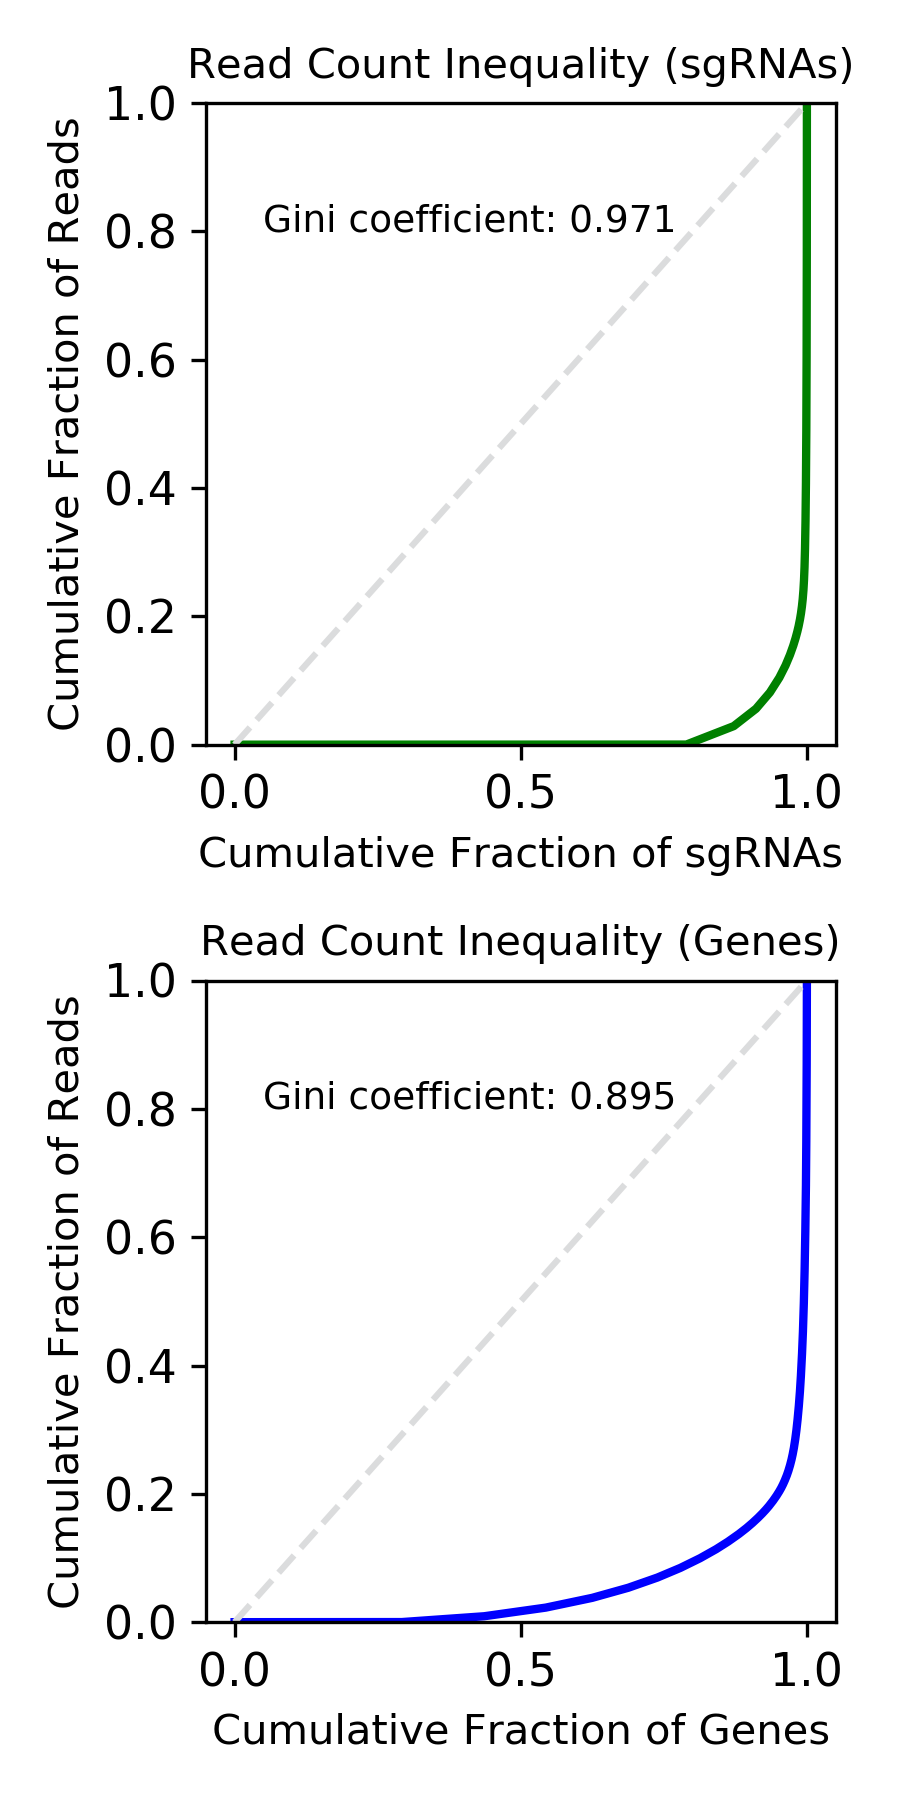 Read Count Inequality (sgRNAs)
1.0
0.8
0.6
0.4
0.2
0.0
Cumulative Fraction of Reads
Gini coefficient: 0.971
0.0 0.5 1.0
Cumulative Fraction of sgRNAs
Read Count Inequality (Genes)
1.0
0.8
0.6
0.4
0.2
0.0
Cumulative Fraction of Reads
Gini coefficient: 0.895
0.0 0.5 1.0
Cumulative Fraction of Genes